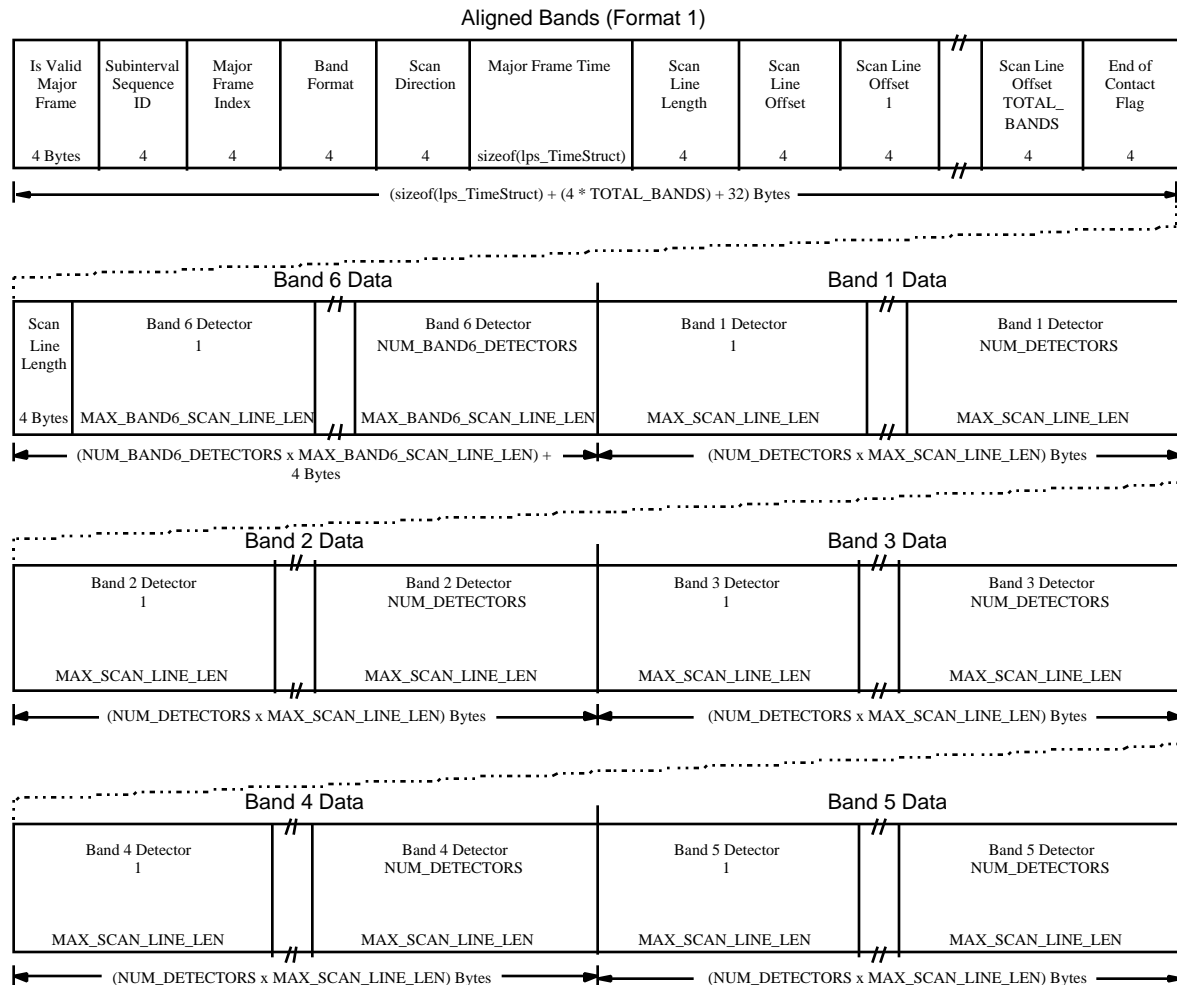 Aligned Bands (Format 1)
Is Valid Major Frame
4 Bytes
Subinterval Sequence ID
4
Major Frame Index
4
Band Format
4
Scan Direction
4
Major Frame Time
sizeof(lps_TimeStruct)
Scan Line Length
4
Scan Line Offset
4
Scan Line Offset 1
4
//
Scan Line Offset TOTAL_ BANDS
4
End of Contact Flag
4
(sizeof(lps_TimeStruct) + (4 * TOTAL_BANDS) + 32) Bytes
Band 6 Data
Scan Line Length
4 Bytes
Band 6 Detector
1
MAX_BAND6_SCAN_LINE_LEN
Band 6 Detector
NUM_BAND6_DETECTORS
MAX_BAND6_SCAN_LINE_LEN
(NUM_BAND6_DETECTORS x MAX_BAND6_SCAN_LINE_LEN) +
4 Bytes
Band 1 Data
Band 1 Detector
1
MAX_SCAN_LINE_LEN
Band 1 Detector
NUM_DETECTORS
MAX_SCAN_LINE_LEN
(NUM_DETECTORS x MAX_SCAN_LINE_LEN) Bytes
Band 2 Data
Band 2 Detector
1
MAX_SCAN_LINE_LEN
Band 2 Detector
NUM_DETECTORS
MAX_SCAN_LINE_LEN
(NUM_DETECTORS x MAX_SCAN_LINE_LEN) Bytes
Band 3 Data
Band 3 Detector
1
MAX_SCAN_LINE_LEN
Band 3 Detector
NUM_DETECTORS
MAX_SCAN_LINE_LEN
(NUM_DETECTORS x MAX_SCAN_LINE_LEN) Bytes
Band 4 Data
Band 4 Detector
1
MAX_SCAN_LINE_LEN
Band 4 Detector
NUM_DETECTORS
MAX_SCAN_LINE_LEN
(NUM_DETECTORS x MAX_SCAN_LINE_LEN) Bytes
Band 5 Data
Band 5 Detector
1
MAX_SCAN_LINE_LEN
Band 5 Detector
NUM_DETECTORS
MAX_SCAN_LINE_LEN
(NUM_DETECTORS x MAX_SCAN_LINE_LEN) Bytes